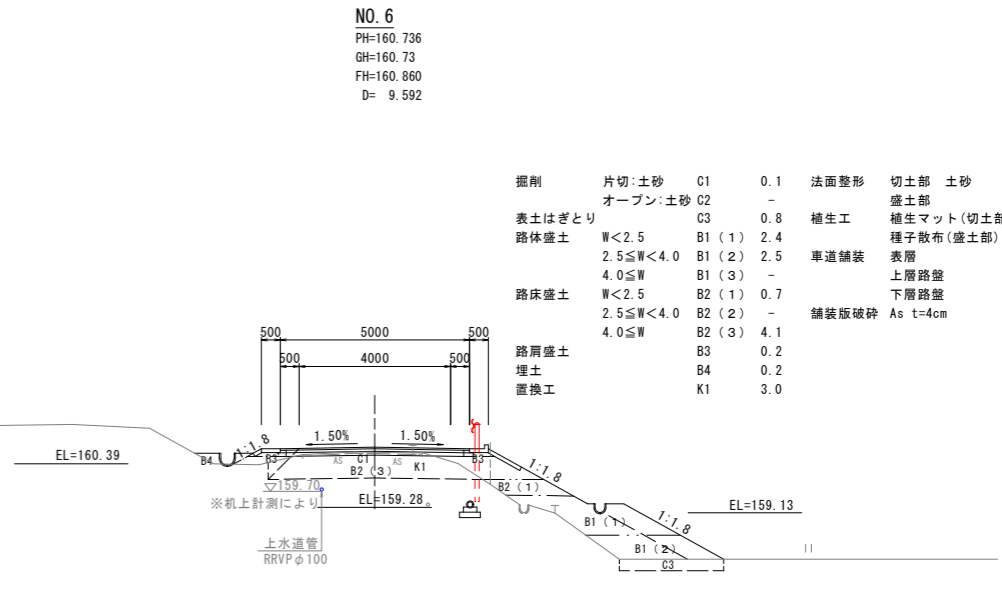 NO. 6
PH=160.736
GH=160.73
FH=160.860
D= 9.592
掘削 片切:土砂 C1 0.1 法面整形 切土部 土砂
オープン:土砂 C2 - 盛土部
表土はぎとり C3 0.8 植生工 植生マット(切土部
路体盛土 W<2.5 B1(1) 2.4 種子散布(盛土部)
2.5≦W<4.0 B1(2) 2.5 車道舗装 表層
4.0≦W B1(3) - 上層路盤
路床盛土 W<2.5 B2(1) 0.7 下層路盤
2.5≦W<4.0 B2(2) - 舗装版破砕 As t=4cm
4.0≦W B2(3) 4.1
路肩盛土 B3 0.2
埋土 B4 0.2
置換工 K1 3.0
500 5000 500
500 4000 500
1:1.8 1.50% 1.50%
EL=160.39 B4 B3 AS C1 AS B3
B2(3) K1 1:1.8
▽159.70 B2(1)
※机上計測により EL=159.28 EL=159.13
B1(1) 1:1.8
上水道管 B1(2)
RRVPφ100 C3